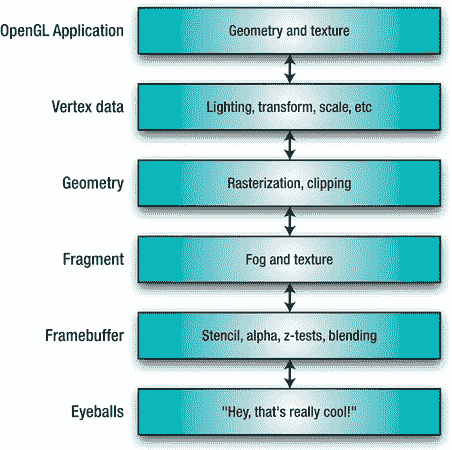 OpenGL Application
Geometry and texture
Vertex data
Lighting, transform, scale, etc
Geometry
Rasterization, clipping
Fragment
Fog and texture
Framebuffer
Stencil, alpha, z-tests, blending
Eyeballs
"Hey, that's really cool!"